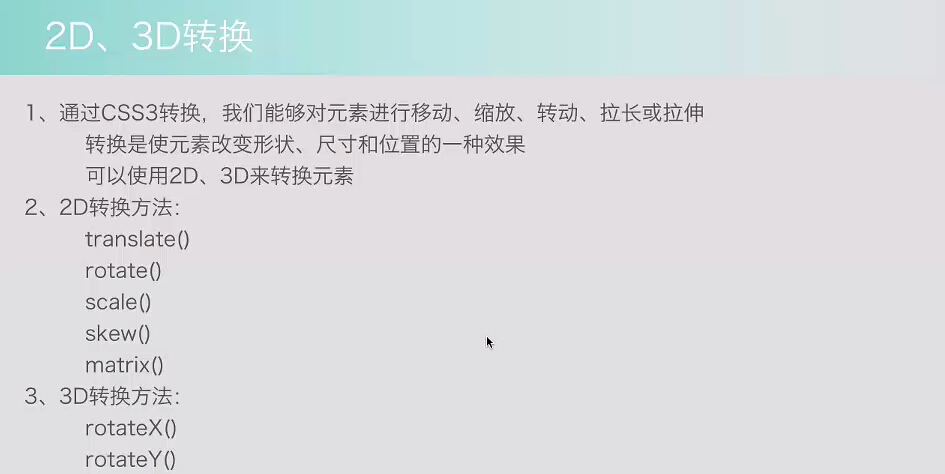 2D、3D转换
1、通过CSS3转换，我们能够对元素进行移动、缩放、转动、拉长或拉伸
转换是使元素改变形状、尺寸和位置的一种效果
可以使用2D、3D来转换元素
2、2D转换方法：
translate()
rotate()
scale()
skew()
matrix()
3、3D转换方法：
rotateX()
rotateY()